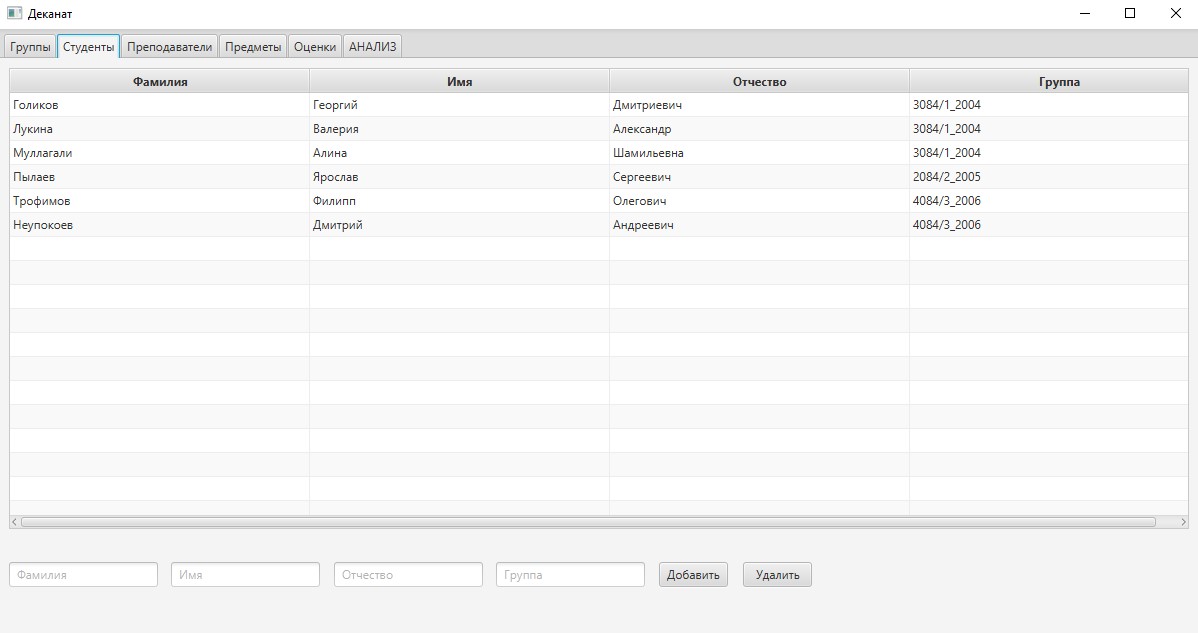 Деканат
Группы Студенты Преподаватели Предметы Оценки АНАЛИЗ
Фамилия Имя Отчество Группа
Голиков Георгий Дмитриевич 3084/1_2004
Лукина Валерия Александр 3084/1_2004
Муллагали Алина Шамильевна 3084/1_2004
Пылаев Ярослав Сергеевич 2084/2_2005
Трофимов Филипп Олегович 4084/3_2006
Неупокоев Дмитрий Андреевич 4084/3_2006
Фамилия Имя Отчество Группа Добавить Удалить